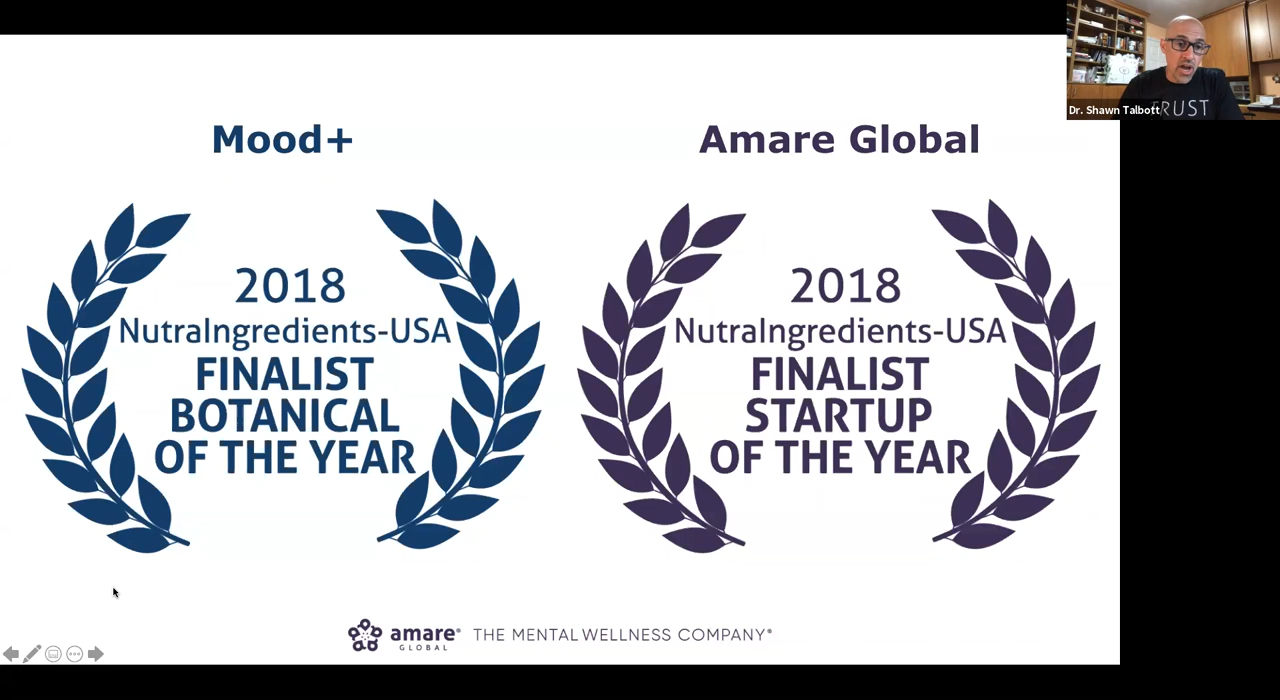 Dr. Shawn Talbott
TRUST
Mood+
Amare Global
2018
NutraIngredients-USA
FINALIST
BOTANICAL
OF THE YEAR
2018
NutraIngredients-USA
FINALIST
STARTUP
OF THE YEAR
amare®
GLOBAL
THE MENTAL WELLNESS COMPANY®